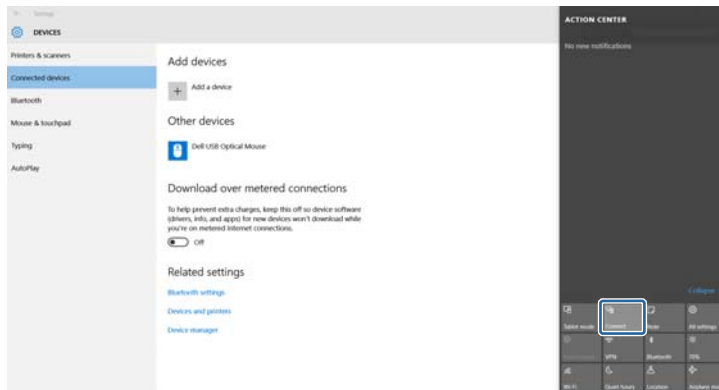 Settings
DEVICES
Printers & scanners
Connected devices
Bluetooth
Mouse & touchpad
Typing
AutoPlay
Add devices
Add a device
Other devices
Dell USB Optical Mouse
Download over metered connections
To help prevent extra charges, keep this off so device software
(drivers, info, and apps) for new devices won't download while
you're on metered Internet connections.
Off
Related settings
Bluetooth settings
Devices and printers
Device manager
ACTION CENTER
No new notifications
Collapse
Tablet mode
Connect
Note
All settings
VPN
Bluetooth
70%
Wi-Fi
Quiet hours
Location
Airplane mo